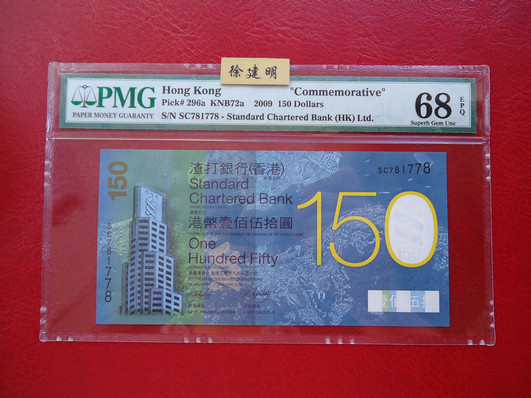 徐建明
PMG
PAPER MONEY GUARANTY
Hong Kong "Commemorative"
Pick# 296a KNB72a 2009 150 Dollars
S/N SC781778 - Standard Chartered Bank (HK) Ltd.
68 EPQ
Superb Gem Unc
150
SC781778
渣打銀行(香港)
Standard
Chartered Bank
港幣壹佰伍拾圓
One
Hundred Fifty
SC781778
150